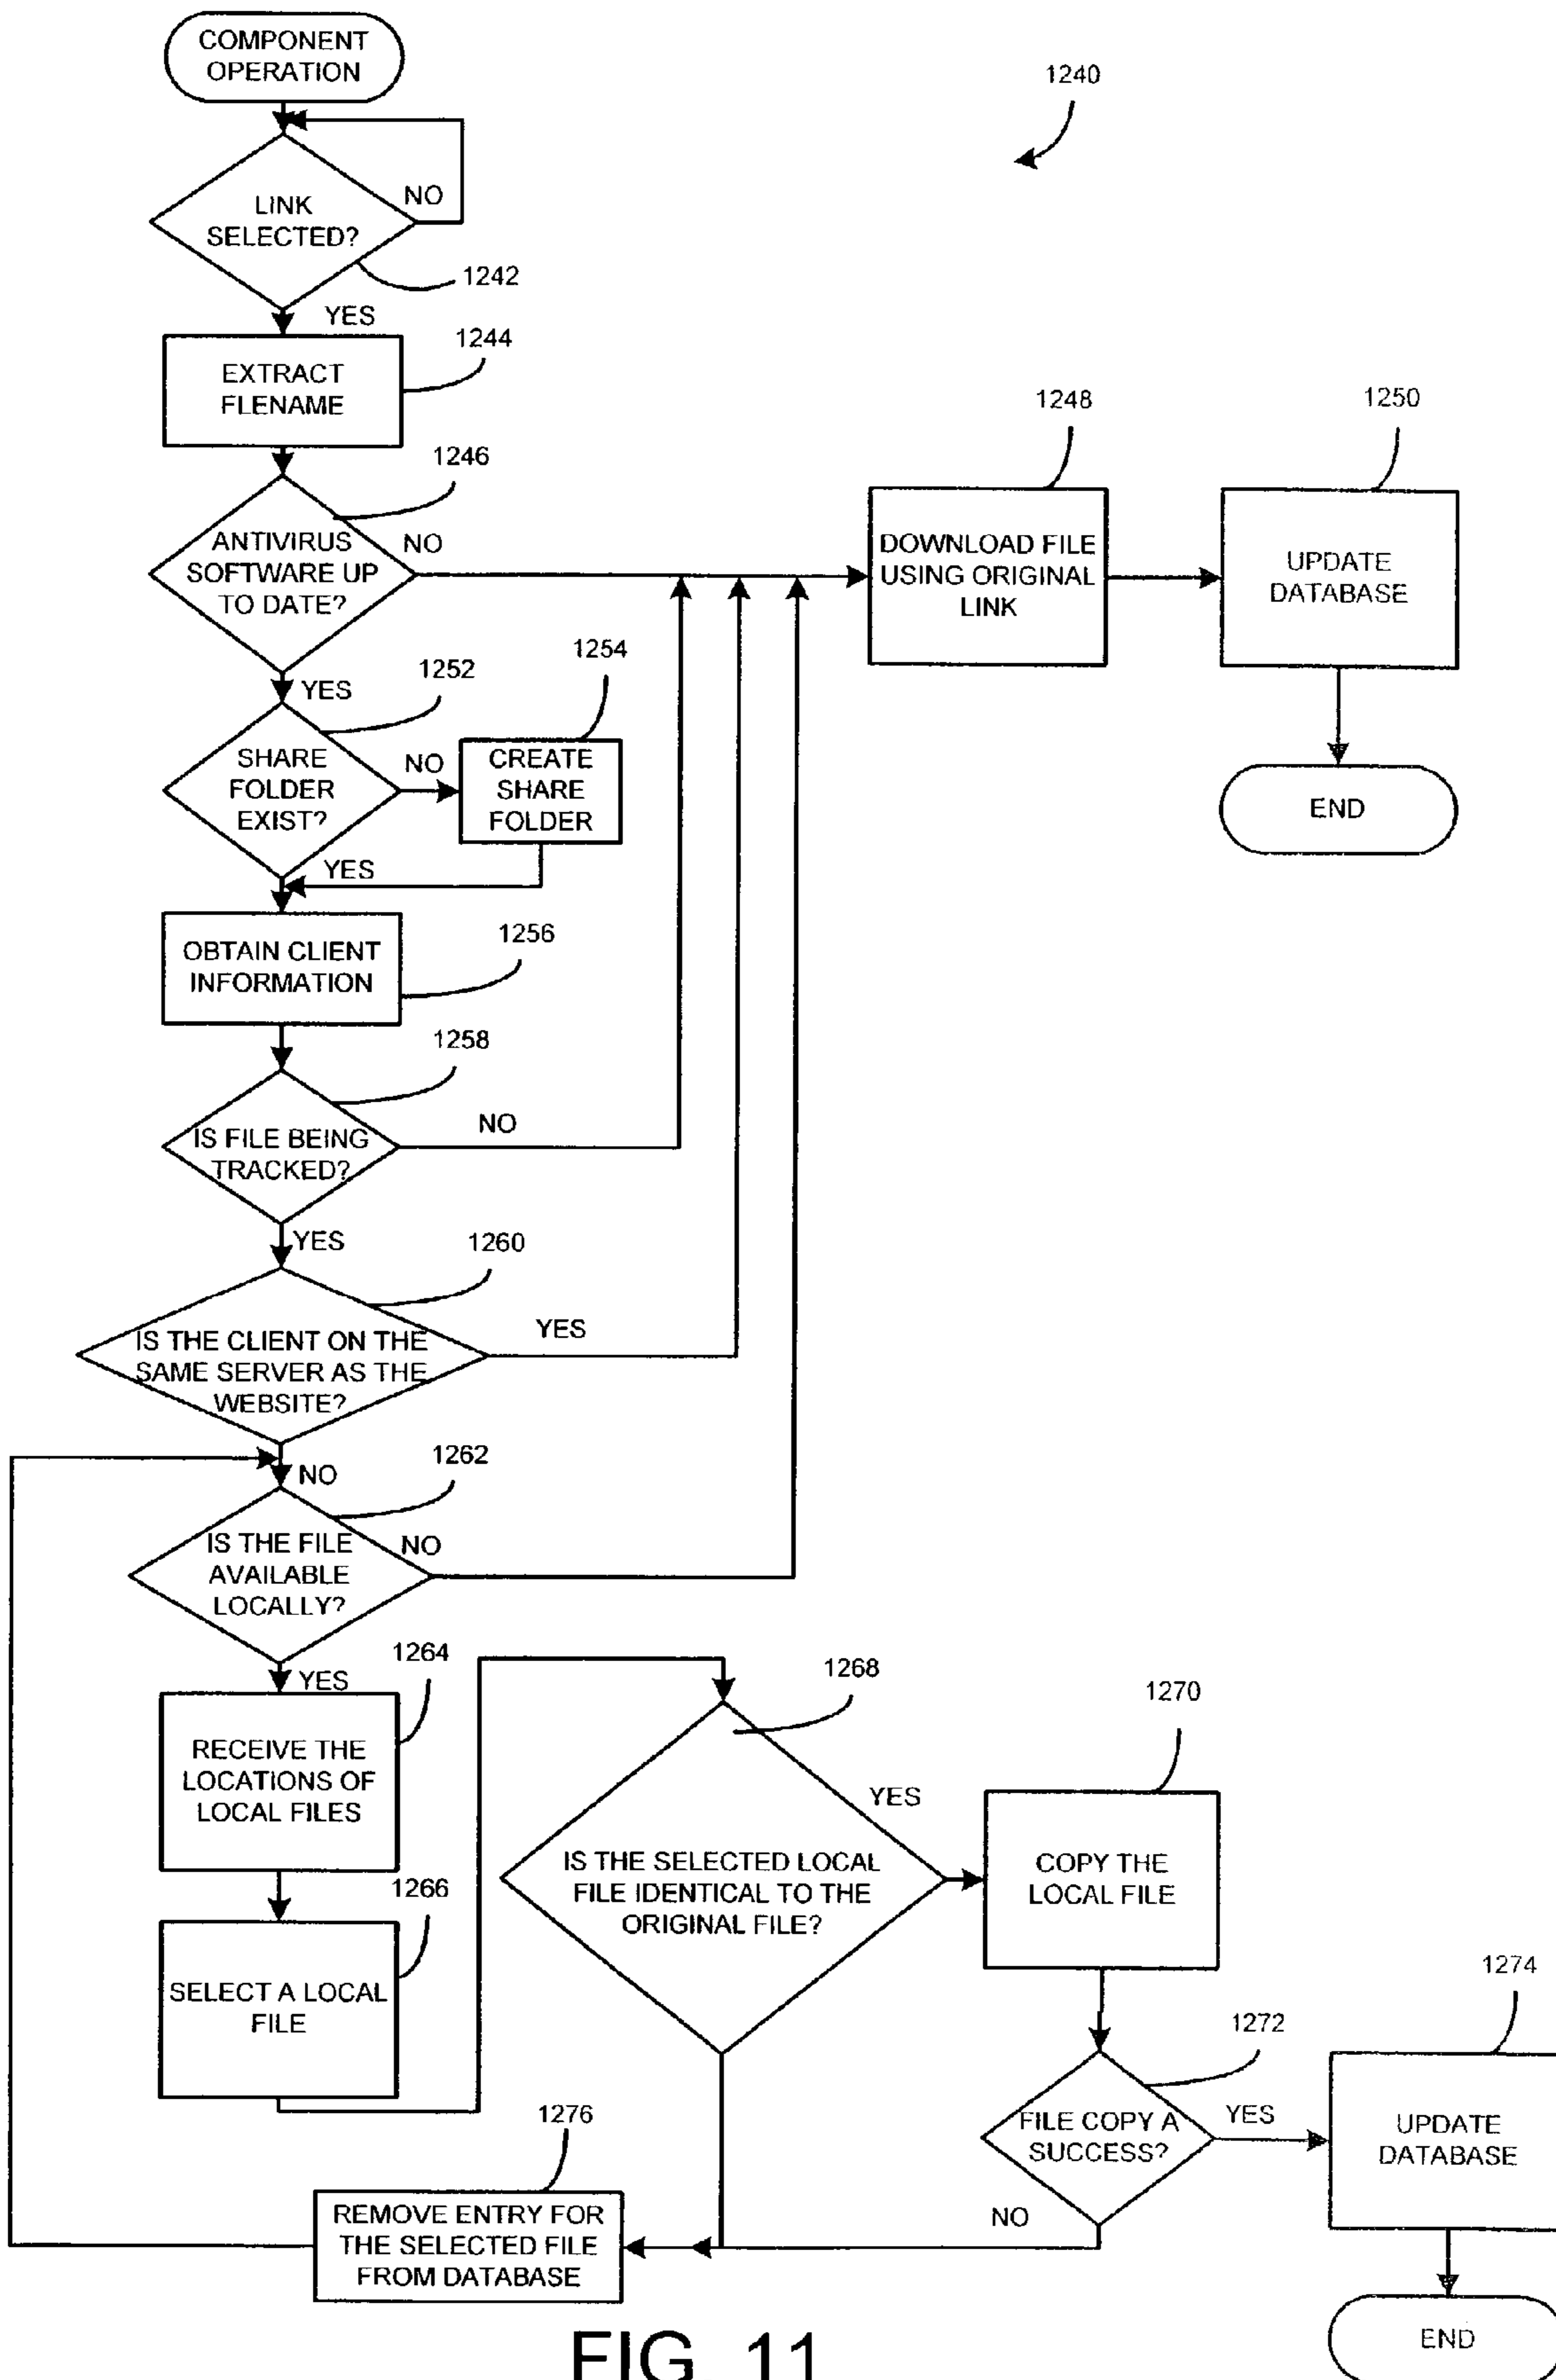 COMPONENT
OPERATION
1240
NO
LINK
SELECTED?
1242
YES
1244
EXTRACT
FLENAME
1248
1250
1246
NO
ANTIVIRUS
SOFTWARE UP
TO DATE?
DOWNLOAD FILE
USING ORIGINAL
LINK
UPDATE
DATABASE
YES
1252
1254
SHARE
FOLDER
EXIST?
NO
CREATE
SHARE
FOLDER
END
YES
1256
OBTAIN CLIENT
INFORMATION
1258
NO
IS FILE BEING
TRACKED?
YES
1260
YES
IS THE CLIENT ON THE
SAME SERVER AS THE
WEBSITE?
NO
1262
NO
IS THE FILE
AVAILABLE
LOCALLY?
YES
1264
RECEIVE THE
LOCATIONS OF
LOCAL FILES
1266
SELECT A LOCAL
FILE
1268
YES
IS THE SELECTED LOCAL
FILE IDENTICAL TO THE
ORIGINAL FILE?
1270
COPY THE
LOCAL FILE
1272
FILE COPY A
SUCCESS?
YES
1274
UPDATE
DATABASE
NO
1276
REMOVE ENTRY FOR
THE SELECTED FILE
FROM DATABASE
END
FIG. 11